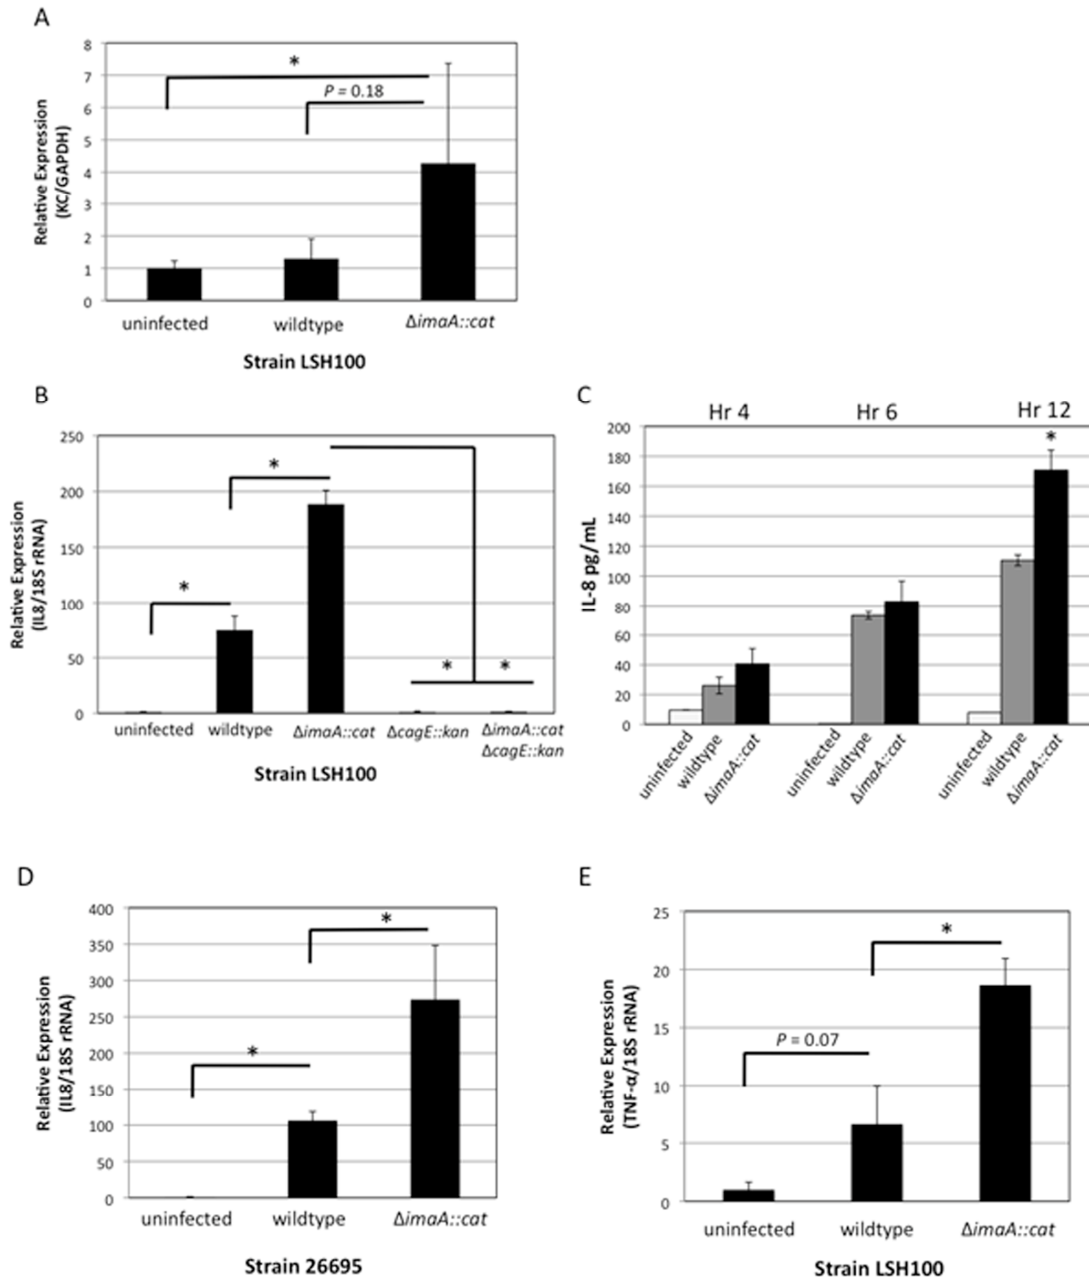 A
8
7
6
5
4
3
2
1
0
Relative Expression
(KC/GAPDH)
*
P = 0.18
uninfected
wildtype
ΔimaA::cat
Strain LSH100
B
250
200
150
100
50
0
Relative Expression
(IL8/18S rRNA)
*
*
*
*
uninfected
wildtype
ΔimaA::cat
ΔcagE::kan
ΔimaA::cat
ΔcagE::kan
Strain LSH100
C
Hr 4
Hr 6
Hr 12
200
180
160
140
120
100
80
60
40
20
0
IL-8 pg/mL
*
uninfected
wildtype
ΔimaA::cat
uninfected
wildtype
ΔimaA::cat
uninfected
wildtype
ΔimaA::cat
D
400
350
300
250
200
150
100
50
0
Relative Expression
(IL8/18S rRNA)
*
*
uninfected
wildtype
ΔimaA::cat
Strain 26695
E
25
20
15
10
5
0
Relative Expression
(TNF-α/18S rRNA)
P = 0.07
*
uninfected
wildtype
ΔimaA::cat
Strain LSH100